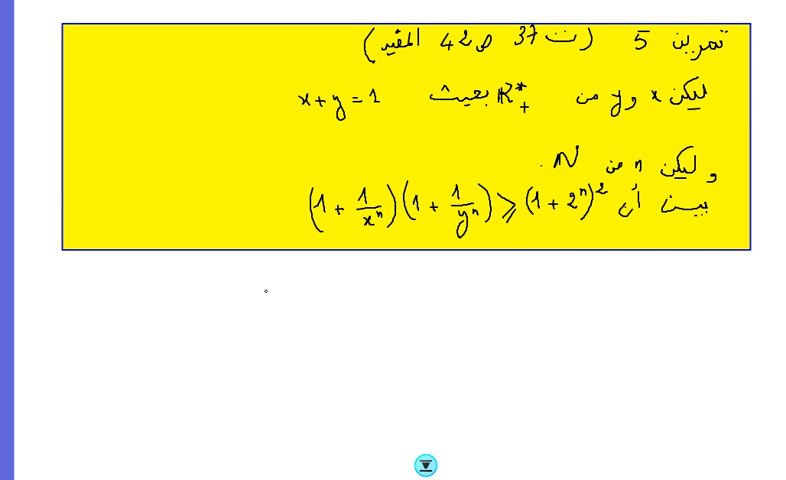 تمرين 5 (ت 37 ص 42 المفيد)
ليكن x و y من ℝ*₊ بحيث x + y = 1
و ليكن n من ℕ.
بين أن (1 + 1/xⁿ)(1 + 1/yⁿ) ⩾ (1 + 2ⁿ)²